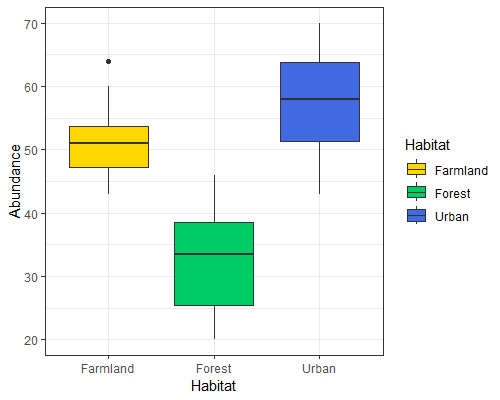 70
60
50
40
30
20
Abundance
Farmland
Forest
Urban
Habitat
Habitat
Farmland
Forest
Urban